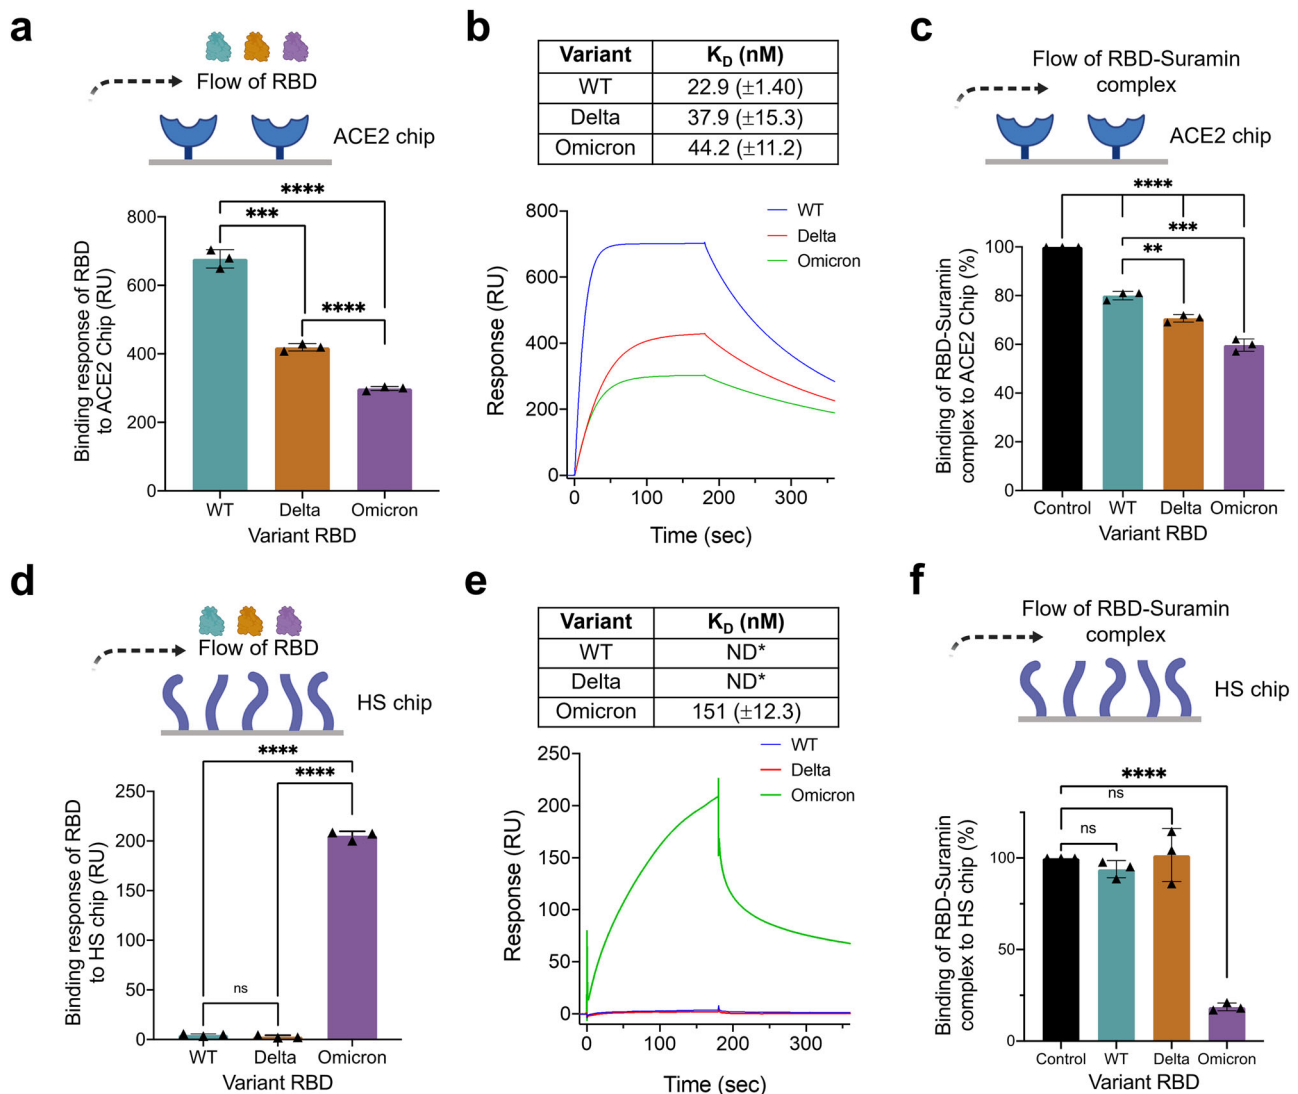 a
Flow of RBD
ACE2 chip
****
***
****
800
600
400
200
0
Binding response of RBD
to ACE2 Chip (RU)
WT Delta Omicron
Variant RBD
b
Variant K_D (nM)
WT 22.9 (±1.40)
Delta 37.9 (±15.3)
Omicron 44.2 (±11.2)
WT
Delta
Omicron
800
600
400
200
0
Response (RU)
0 100 200 300
Time (sec)
c
Flow of RBD-Suramin
complex
ACE2 chip
****
***
**
100
80
60
40
20
0
Binding of RBD-Suramin
complex to ACE2 Chip (%)
Control WT Delta Omicron
Variant RBD
d
Flow of RBD
HS chip
****
****
ns
250
200
150
100
50
0
Binding response of RBD
to HS chip (RU)
WT Delta Omicron
Variant RBD
e
Variant K_D (nM)
WT ND*
Delta ND*
Omicron 151 (±12.3)
WT
Delta
Omicron
250
200
150
100
50
0
Response (RU)
0 100 200 300
Time (sec)
f
Flow of RBD-Suramin
complex
HS chip
****
ns
ns
100
50
0
Binding of RBD-Suramin
complex to HS chip (%)
Control WT Delta Omicron
Variant RBD